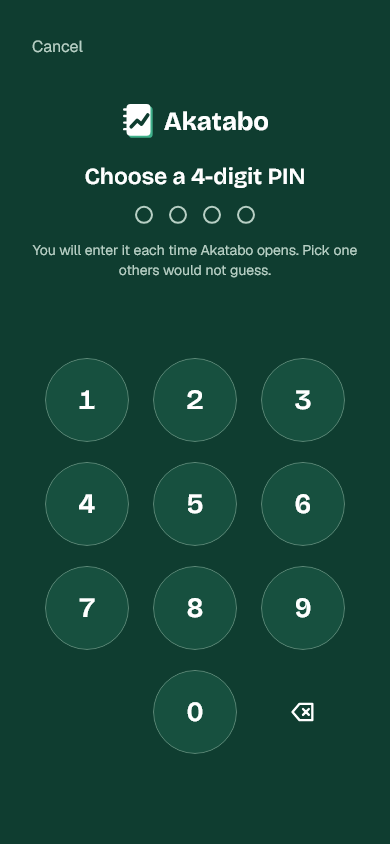 Cancel
Akatabo
Choose a 4-digit PIN
You will enter it each time Akatabo opens. Pick one
others would not guess.
1 2 3
4 5 6
7 8 9
0